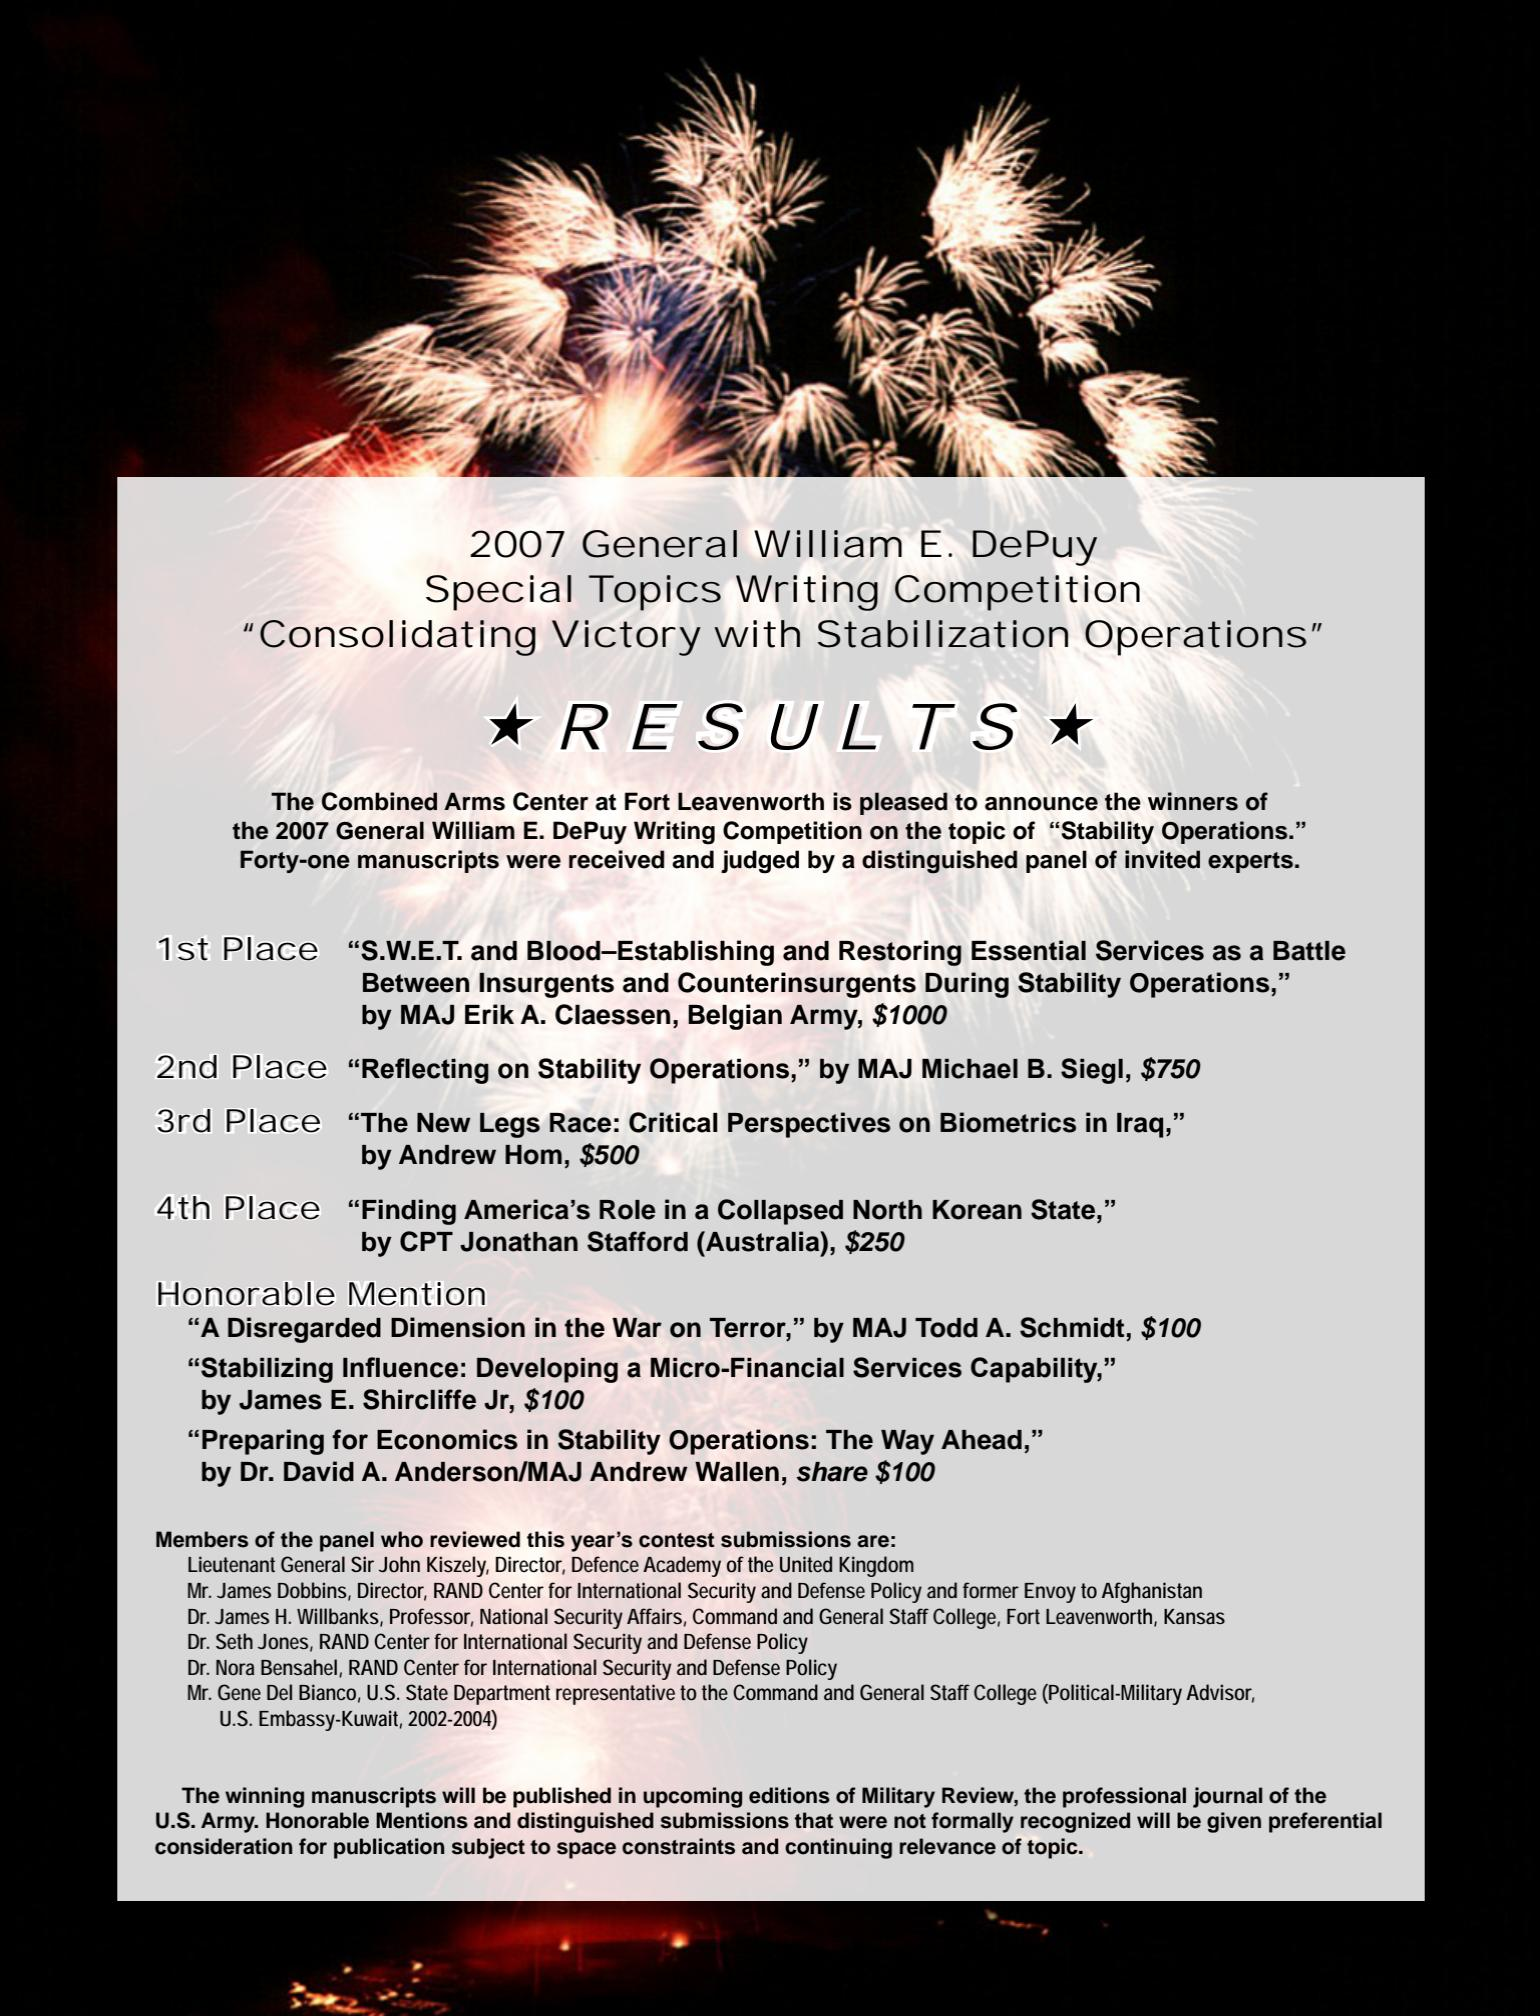 2007 General William E. DePuy
Special Topics Writing Competition
“Consolidating Victory with Stabilization Operations”
★ R E S U L T S ★
The Combined Arms Center at Fort Leavenworth is pleased to announce the winners of
the 2007 General William E. DePuy Writing Competition on the topic of “Stability Operations.”
Forty-one manuscripts were received and judged by a distinguished panel of invited experts.
1st Place “S.W.E.T. and Blood–Establishing and Restoring Essential Services as a Battle
Between Insurgents and Counterinsurgents During Stability Operations,”
by MAJ Erik A. Claessen, Belgian Army, $1000
2nd Place “Reflecting on Stability Operations,” by MAJ Michael B. Siegl, $750
3rd Place “The New Legs Race: Critical Perspectives on Biometrics in Iraq,”
by Andrew Hom, $500
4th Place “Finding America’s Role in a Collapsed North Korean State,”
by CPT Jonathan Stafford (Australia), $250
Honorable Mention
“A Disregarded Dimension in the War on Terror,” by MAJ Todd A. Schmidt, $100
“Stabilizing Influence: Developing a Micro-Financial Services Capability,”
by James E. Shircliffe Jr, $100
“Preparing for Economics in Stability Operations: The Way Ahead,”
by Dr. David A. Anderson/MAJ Andrew Wallen, share $100
Members of the panel who reviewed this year’s contest submissions are:
Lieutenant General Sir John Kiszely, Director, Defence Academy of the United Kingdom
Mr. James Dobbins, Director, RAND Center for International Security and Defense Policy and former Envoy to Afghanistan
Dr. James H. Willbanks, Professor, National Security Affairs, Command and General Staff College, Fort Leavenworth, Kansas
Dr. Seth Jones, RAND Center for International Security and Defense Policy
Dr. Nora Bensahel, RAND Center for International Security and Defense Policy
Mr. Gene Del Bianco, U.S. State Department representative to the Command and General Staff College (Political-Military Advisor,
U.S. Embassy-Kuwait, 2002-2004)
The winning manuscripts will be published in upcoming editions of Military Review, the professional journal of the
U.S. Army. Honorable Mentions and distinguished submissions that were not formally recognized will be given preferential
consideration for publication subject to space constraints and continuing relevance of topic.